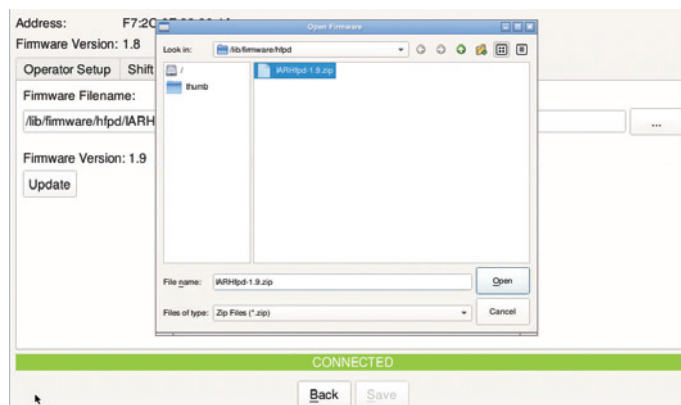 Address:
Open Firmware
Firmware Version: 1.8
Look in: /lib/firmware/hfpd
Operator Setup Shift
/
IARHfpd-1.9.zip
thumb
Firmware Filename:
/lib/firmware/hfpd/IARH
...
Firmware Version: 1.9
Update
File name: IARHfpd-1.9.zip
Open
Files of type: Zip Files (*.zip)
Cancel
CONNECTED
Back
Save